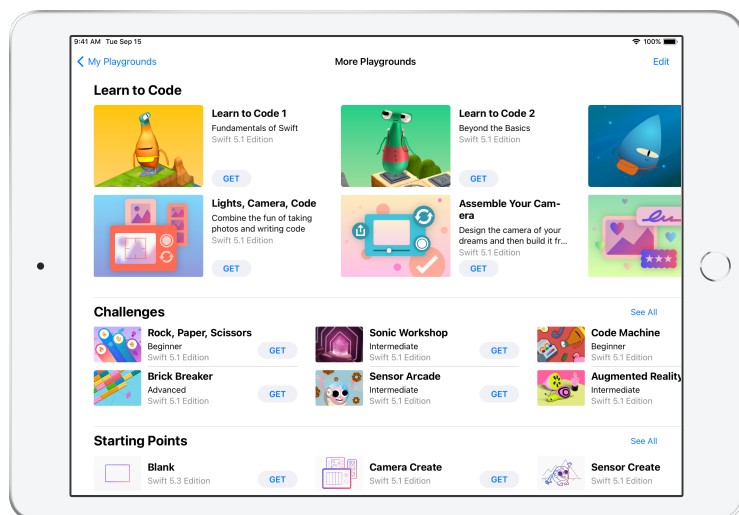 9:41 AM Tue Sep 15
100%
My Playgrounds
More Playgrounds
Edit
Learn to Code
Learn to Code 1
Fundamentals of Swift
Swift 5.1 Edition
GET
Learn to Code 2
Beyond the Basics
Swift 5.1 Edition
GET
Lights, Camera, Code
Combine the fun of taking
photos and writing code
Swift 5.1 Edition
GET
Assemble Your Cam-
era
Design the camera of your
dreams and then build it fr...
Swift 5.1 Edition
GET
Challenges
See All
Rock, Paper, Scissors
Beginner
Swift 5.1 Edition
GET
Sonic Workshop
Intermediate
Swift 5.1 Edition
GET
Code Machine
Beginner
Swift 5.1 Edition
Brick Breaker
Advanced
Swift 5.1 Edition
GET
Sensor Arcade
Intermediate
Swift 5.1 Edition
GET
Augmented Reality
Intermediate
Swift 5.1 Edition
Starting Points
See All
Blank
Swift 5.3 Edition
GET
Camera Create
Swift 5.1 Edition
GET
Sensor Create
Swift 5.1 Edition